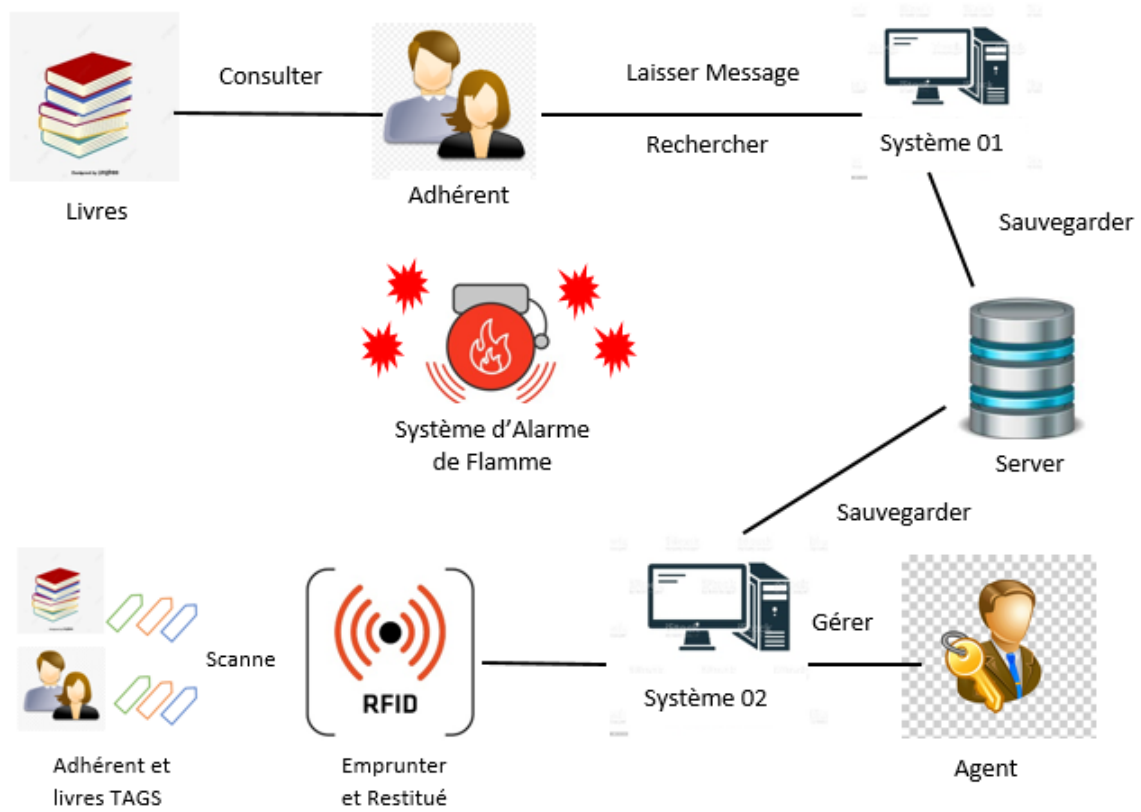 Consulter
Laisser Message
Rechercher
Système 01
Adhérent
Livres
Sauvegarder
Système d'Alarme
de Flamme
Server
Sauvegarder
Gérer
Scanne
RFID
Système 02
Adhérent et
livres TAGS
Emprunter
et Restitué
Agent